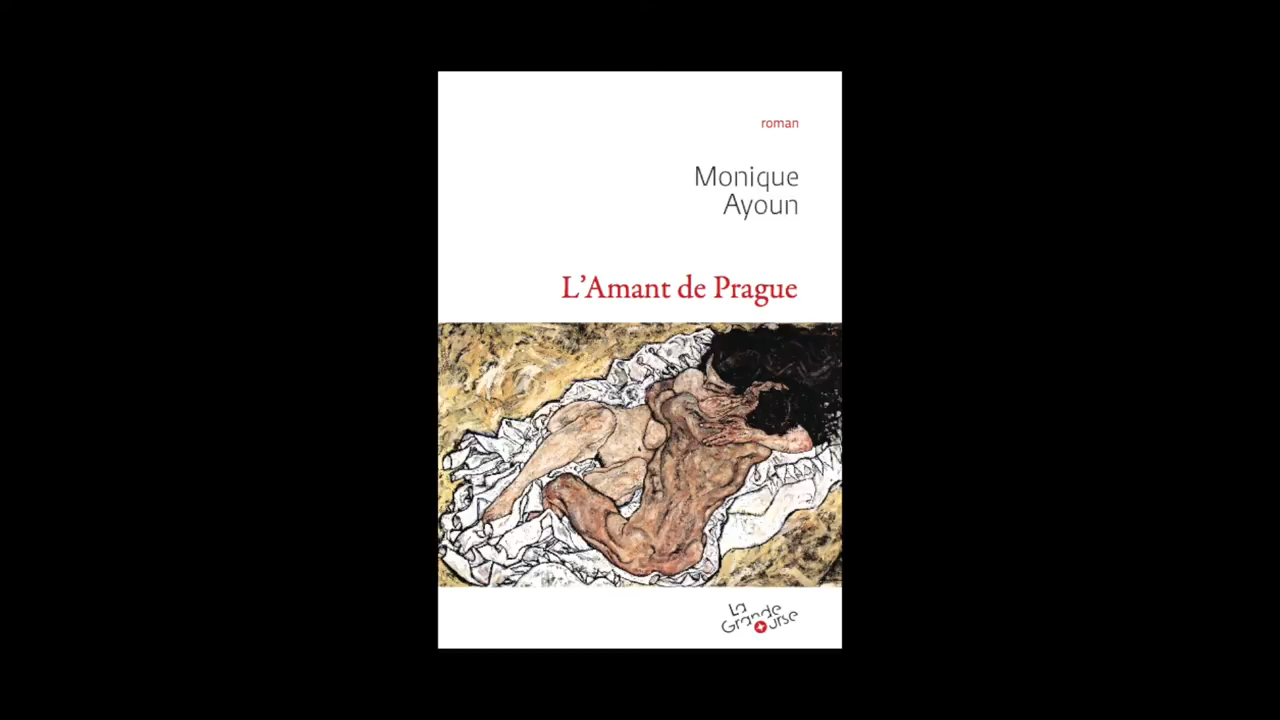 roman
Monique
Ayoun
L’Amant de Prague
La
Grande
Ourse